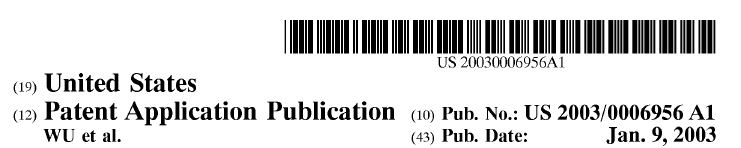 US 20030006956A1
(19) United States
(12) Patent Application Publication (10) Pub. No.: US 2003/0006956 A1
WU et al. (43) Pub. Date: Jan. 9, 2003